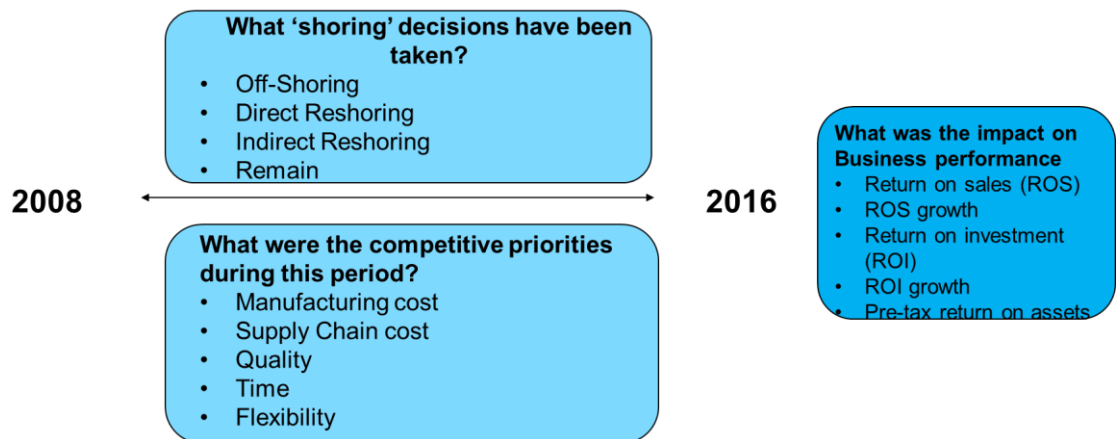 What ‘shoring’ decisions have been
taken?
• Off-Shoring
• Direct Reshoring
• Indirect Reshoring
• Remain
2008
2016
What were the competitive priorities
during this period?
• Manufacturing cost
• Supply Chain cost
• Quality
• Time
• Flexibility
What was the impact on
Business performance
• Return on sales (ROS)
• ROS growth
• Return on investment
(ROI)
• ROI growth
• Pre-tax return on assets